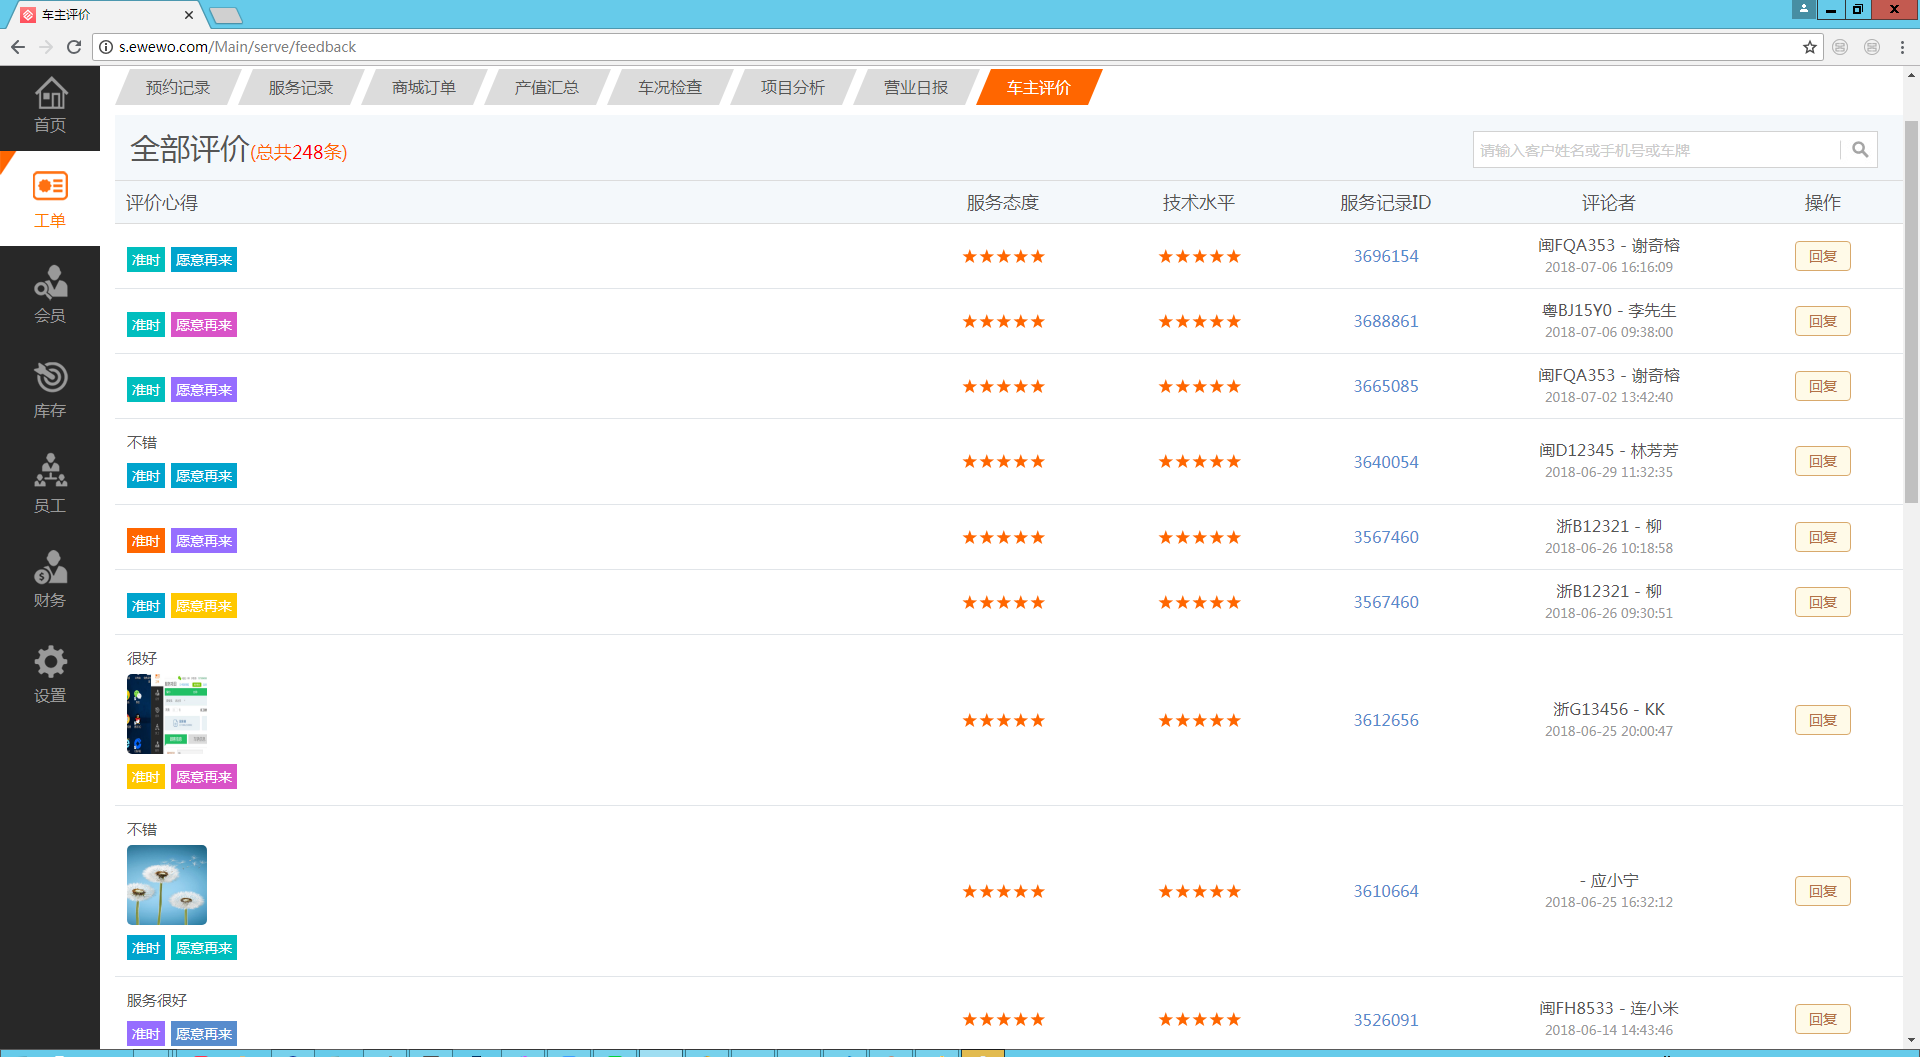 车主评价
s.ewewo.com/Main/serve/feedback
预约记录 服务记录 商城订单 产值汇总 车况检查 项目分析 营业日报 车主评价
首页
工单
会员
库存
员工
财务
设置
全部评价(总共248条)
请输入客户姓名或手机号或车牌
评价心得 服务态度 技术水平 服务记录ID 评论者 操作
准时 愿意再来 ★★★★★ ★★★★★ 3696154 闽FQA353 - 谢奇榕 回复
2018-07-06 16:16:09
准时 愿意再来 ★★★★★ ★★★★★ 3688861 粤BJ15Y0 - 李先生 回复
2018-07-06 09:38:00
准时 愿意再来 ★★★★★ ★★★★★ 3665085 闽FQA353 - 谢奇榕 回复
2018-07-02 13:42:40
不错
准时 愿意再来 ★★★★★ ★★★★★ 3640054 闽D12345 - 林芳芳 回复
2018-06-29 11:32:35
准时 愿意再来 ★★★★★ ★★★★★ 3567460 浙B12321 - 柳 回复
2018-06-26 10:18:58
准时 愿意再来 ★★★★★ ★★★★★ 3567460 浙B12321 - 柳 回复
2018-06-26 09:30:51
很好
★★★★★ ★★★★★ 3612656 浙G13456 - KK 回复
2018-06-25 20:00:47
准时 愿意再来
不错
★★★★★ ★★★★★ 3610664 - 应小宁 回复
2018-06-25 16:32:12
准时 愿意再来
服务很好
★★★★★ ★★★★★ 3526091 闽FH8533 - 连小米 回复
2018-06-14 14:43:46
准时 愿意再来